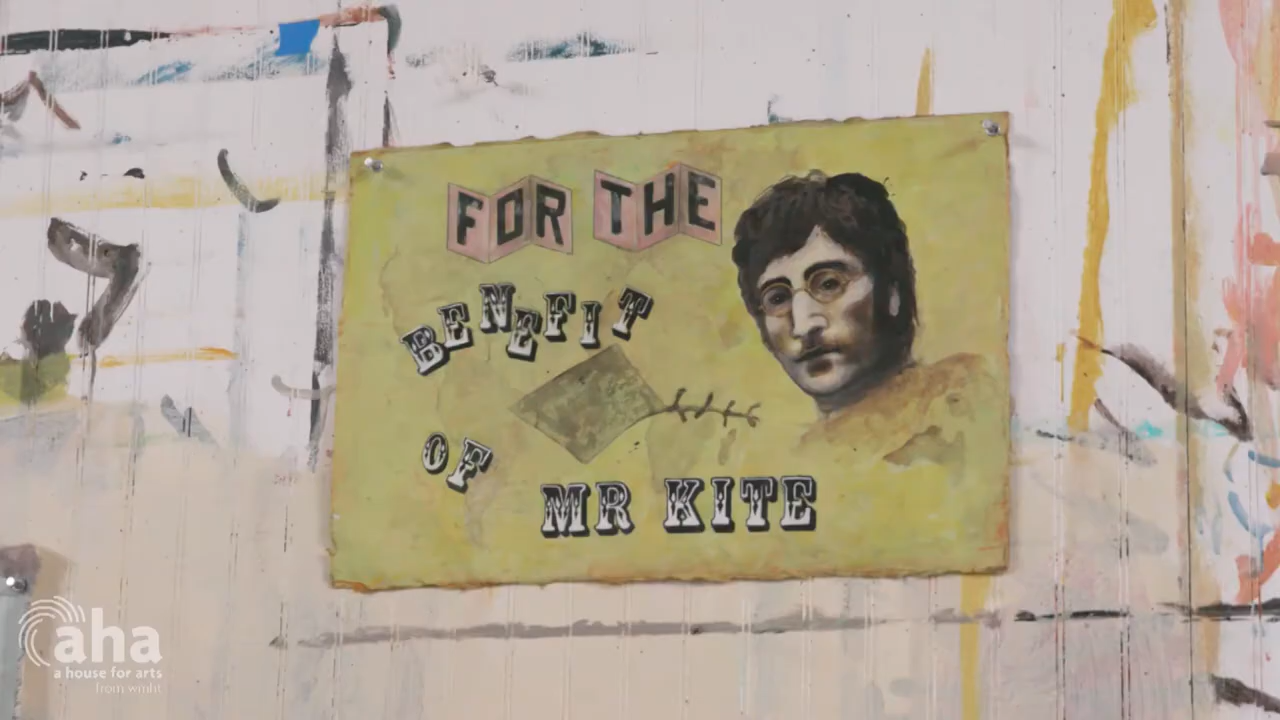 FOR THE
BENEFIT
OF
MR KITE
aha
a house for arts
from wmht